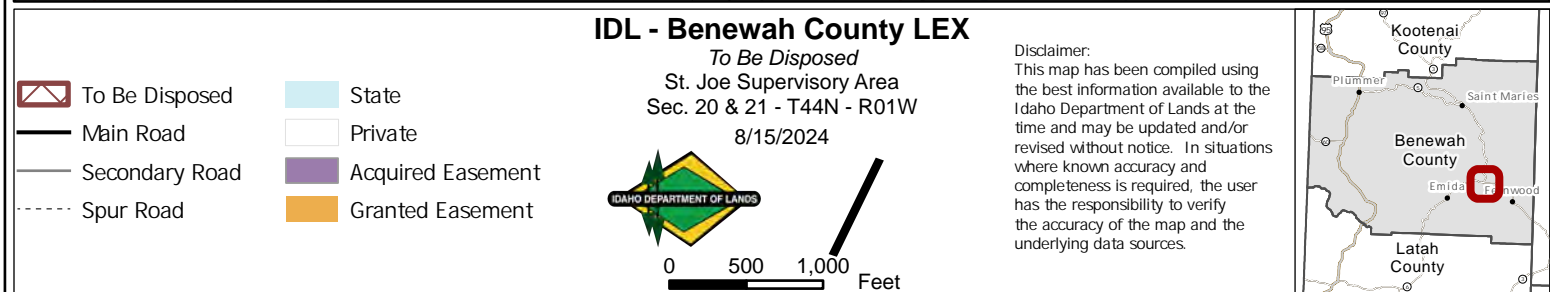 IDL - Benewah County LEX
To Be Disposed
St. Joe Supervisory Area
Sec. 20 & 21 - T44N - R01W
8/15/2024
To Be Disposed
Main Road
Secondary Road
Spur Road
State
Private
Acquired Easement
Granted Easement
IDAHO DEPARTMENT OF LANDS
0 500 1,000
Feet
Disclaimer:
This map has been compiled using
the best information available to the
Idaho Department of Lands at the
time and may be updated and/or
revised without notice. In situations
where known accuracy and
completeness is required, the user
has the responsibility to verify
the accuracy of the map and the
underlying data sources.
Kootenai
County
95
3
Plummer
Saint Maries
Benewah
County
Emida
Latah
County
6
3